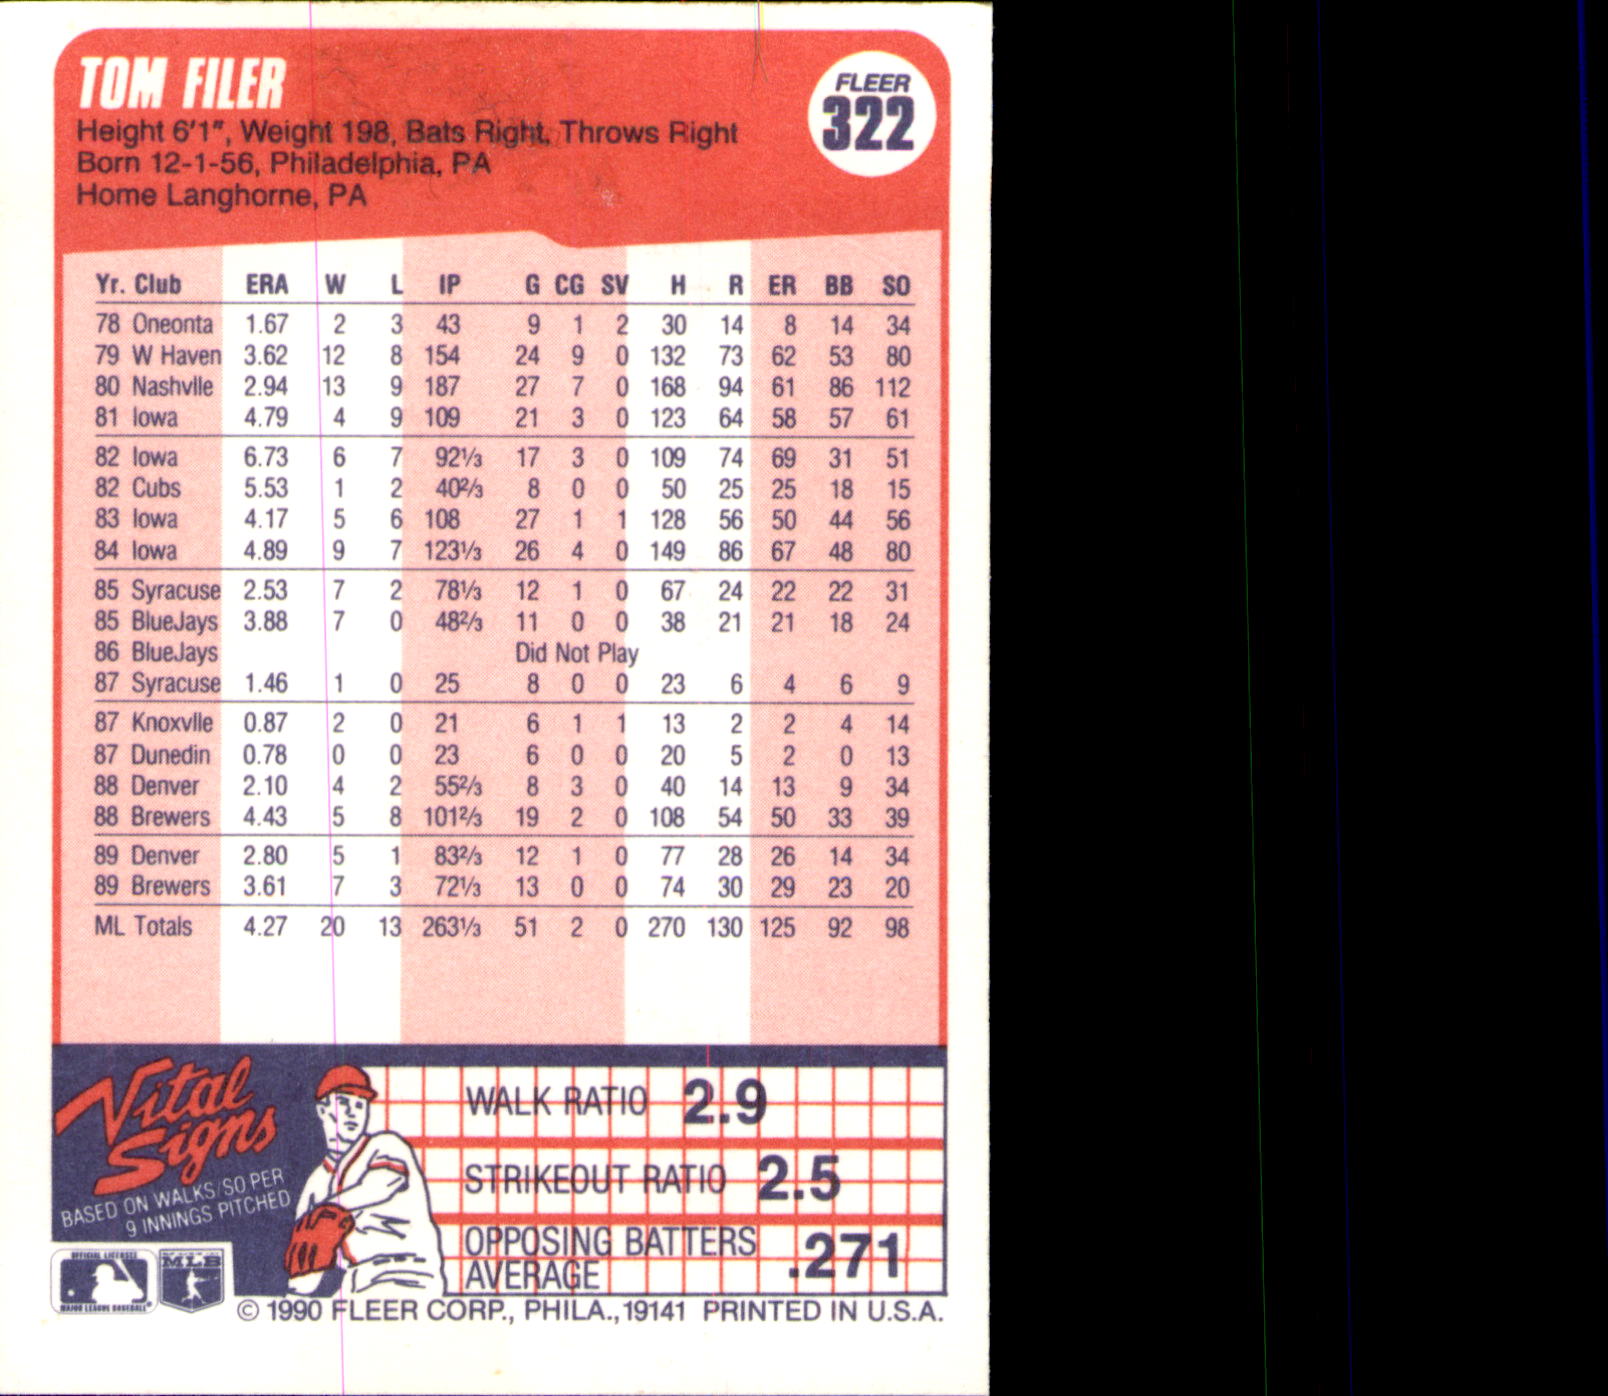 TOM FILER
FLEER
322
Height 6'1", Weight 198, Bats Right, Throws Right
Born 12-1-56, Philadelphia, PA
Home Langhorne, PA
Yr. Club ERA W L IP G CG SV H R ER BB SO
78 Oneonta 1.67 2 3 43 9 1 2 30 14 8 14 34
79 W Haven 3.62 12 8 154 24 9 0 132 73 62 53 80
80 Nashvlle 2.94 13 9 187 27 7 0 168 94 61 86 112
81 Iowa 4.79 4 9 109 21 3 0 123 64 58 57 61
82 Iowa 6.73 6 7 92⅓ 17 3 0 109 74 69 31 51
82 Cubs 5.53 1 2 40⅔ 8 0 0 50 25 25 18 15
83 Iowa 4.17 5 6 108 27 1 1 128 56 50 44 56
84 Iowa 4.89 9 7 123⅓ 26 4 0 149 86 67 48 80
85 Syracuse 2.53 7 2 78⅓ 12 1 0 67 24 22 22 31
85 BlueJays 3.88 7 0 48⅔ 11 0 0 38 21 21 18 24
86 BlueJays Did Not Play
87 Syracuse 1.46 1 0 25 8 0 0 23 6 4 6 9
87 Knoxvlle 0.87 2 0 21 6 1 1 13 2 2 4 14
87 Dunedin 0.78 0 0 23 6 0 0 20 5 2 0 13
88 Denver 2.10 4 2 55⅔ 8 3 0 40 14 13 9 34
88 Brewers 4.43 5 8 101⅔ 19 2 0 108 54 50 33 39
89 Denver 2.80 5 1 83⅔ 12 1 0 77 28 26 14 34
89 Brewers 3.61 7 3 72⅓ 13 0 0 74 30 29 23 20
ML Totals 4.27 20 13 263⅓ 51 2 0 270 130 125 92 98
Vital
Signs
BASED ON WALKS/SO PER
9 INNINGS PITCHED
WALK RATIO 2.9
STRIKEOUT RATIO 2.5
OPPOSING BATTERS
AVERAGE .271
OFFICIAL LICENSEE
MAJOR LEAGUE BASEBALL
MLB
© 1990 FLEER CORP., PHILA., 19141 PRINTED IN U.S.A.